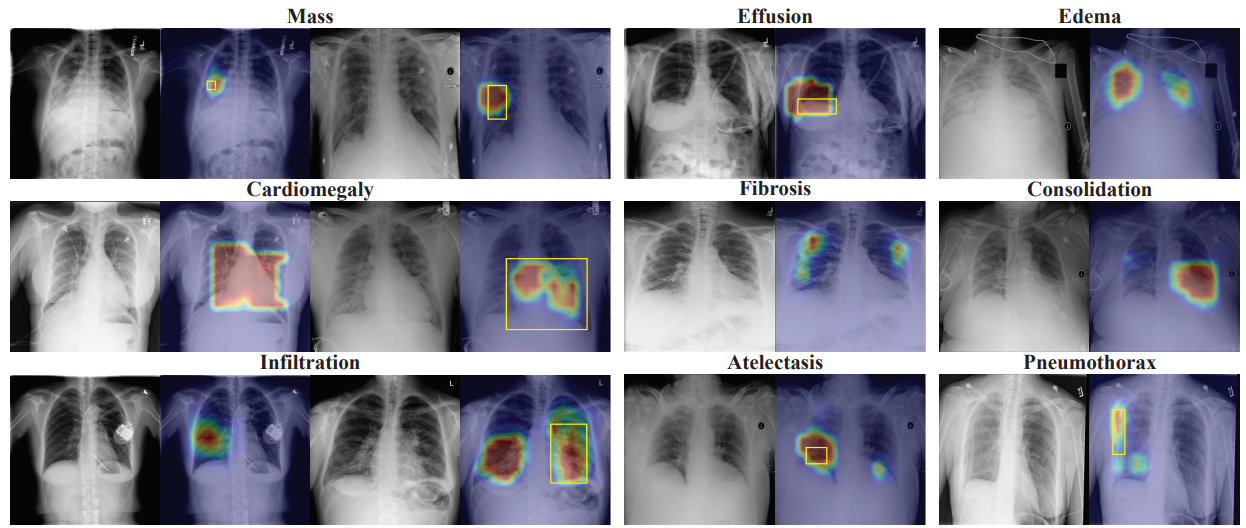 Mass
Effusion
Edema
Cardiomegaly
Fibrosis
Consolidation
Infiltration
Atelectasis
Pneumothorax